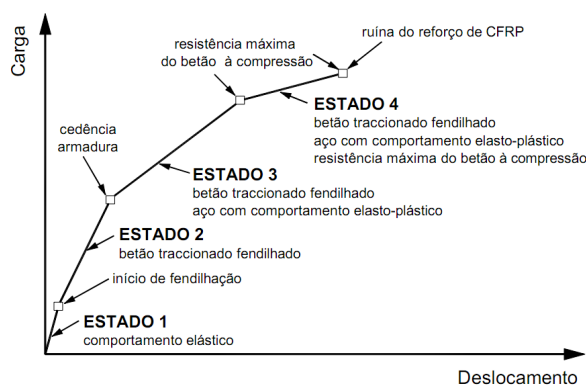 Carga
ruína do reforço de CFRP
resistência máxima
do betão à compressão
ESTADO 4
betão traccionado fendilhado
aço com comportamento elasto-plástico
resistência máxima do betão à compressão
cedência
armadura
ESTADO 3
betão traccionado fendilhado
aço com comportamento elasto-plástico
ESTADO 2
betão traccionado fendilhado
início de fendilhação
ESTADO 1
comportamento elástico
Deslocamento